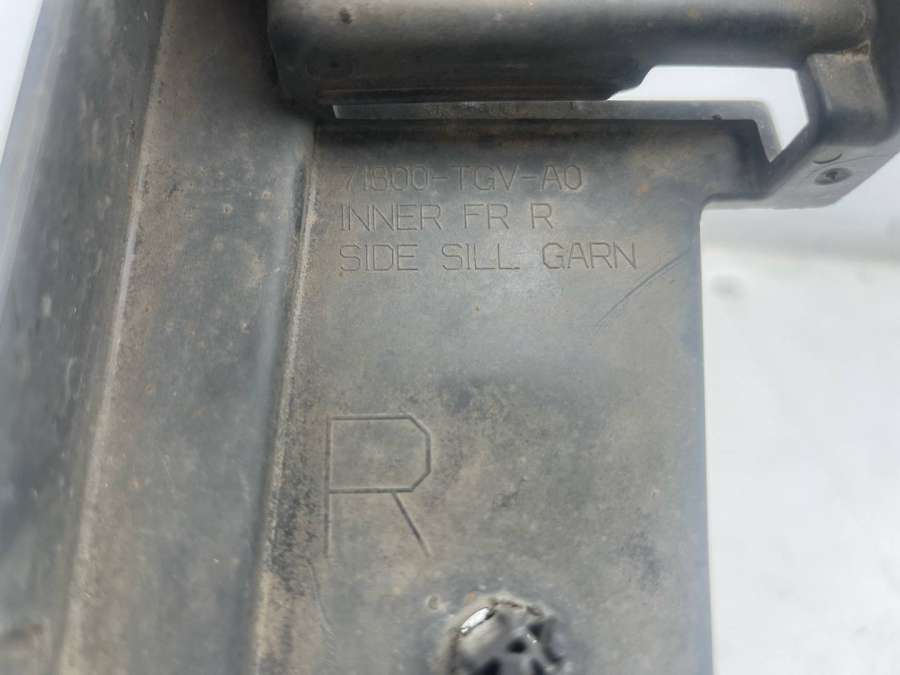 71800-TGV-A0
INNER FR R
SIDE SILL GARN
R